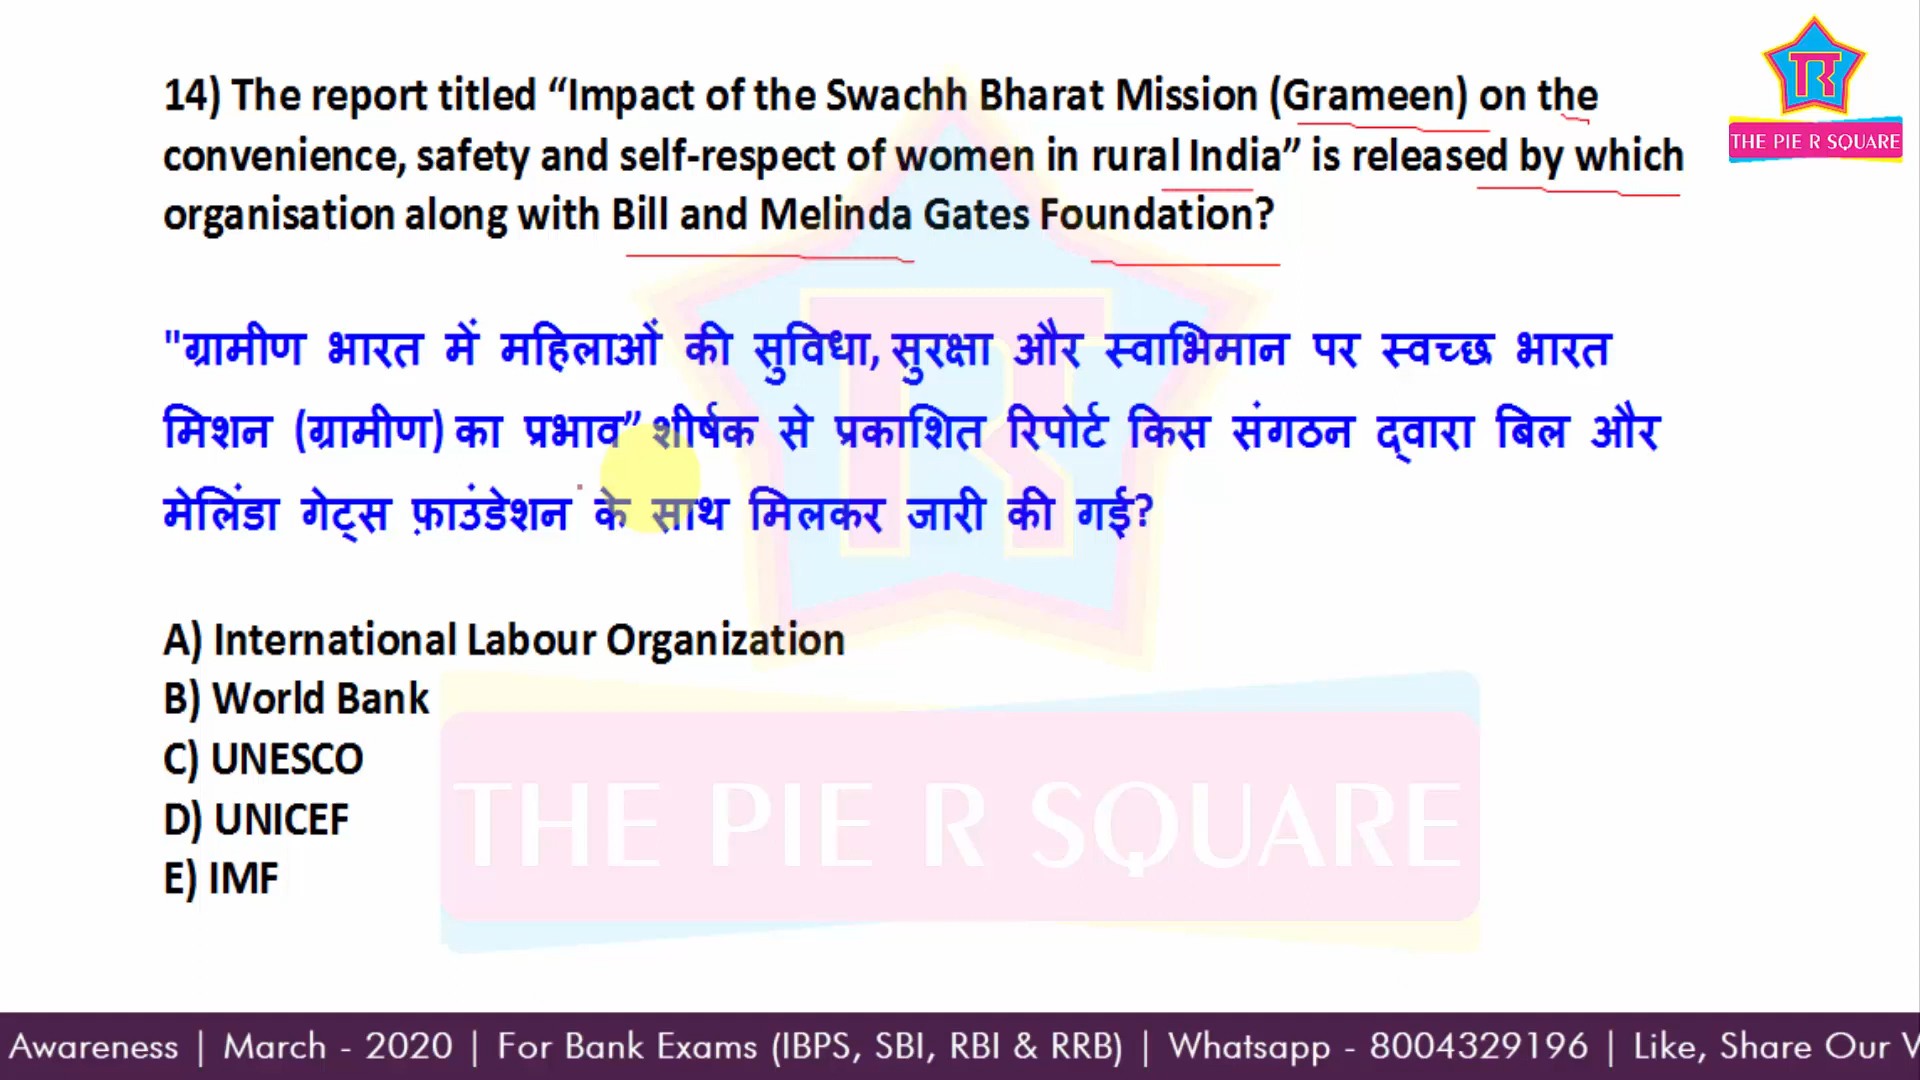 14) The report titled “Impact of the Swachh Bharat Mission (Grameen) on the
convenience, safety and self-respect of women in rural India” is released by which
organisation along with Bill and Melinda Gates Foundation?
"ग्रामीण भारत में महिलाओं की सुविधा, सुरक्षा और स्वाभिमान पर स्वच्छ भारत
मिशन (ग्रामीण) का प्रभाव” शीर्षक से प्रकाशित रिपोर्ट किस संगठन द्वारा बिल और
मेलिंडा गेट्स फ़ाउंडेशन के साथ मिलकर जारी की गई?
A) International Labour Organization
B) World Bank
C) UNESCO
D) UNICEF
E) IMF
THE PIE R SQUARE
THE PIE R SQUARE
Awareness | March - 2020 | For Bank Exams (IBPS, SBI, RBI & RRB) | Whatsapp - 8004329196 | Like, Share Our V